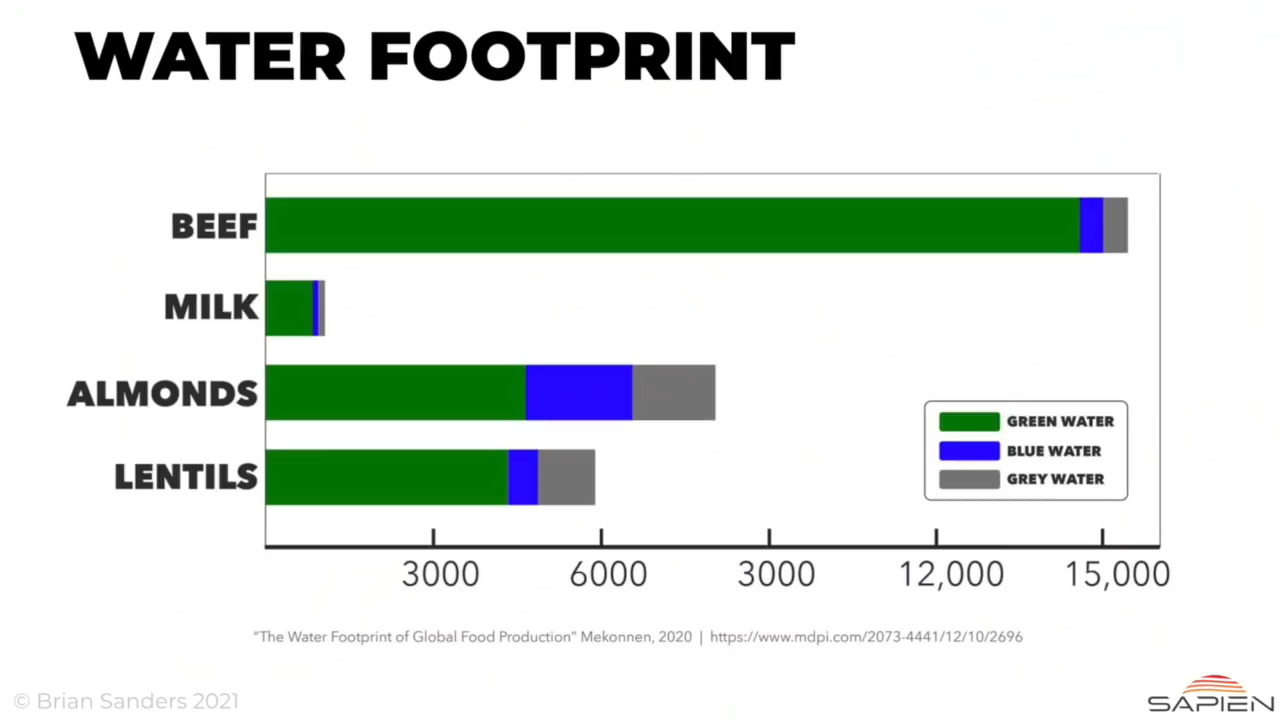 WATER FOOTPRINT
BEEF
MILK
ALMONDS
LENTILS
GREEN WATER
BLUE WATER
GREY WATER
3000 6000 3000 12,000 15,000
“The Water Footprint of Global Food Production” Mekonnen, 2020 | https://www.mdpi.com/2073-4441/12/10/2696
© Brian Sanders 2021
SAPIEN